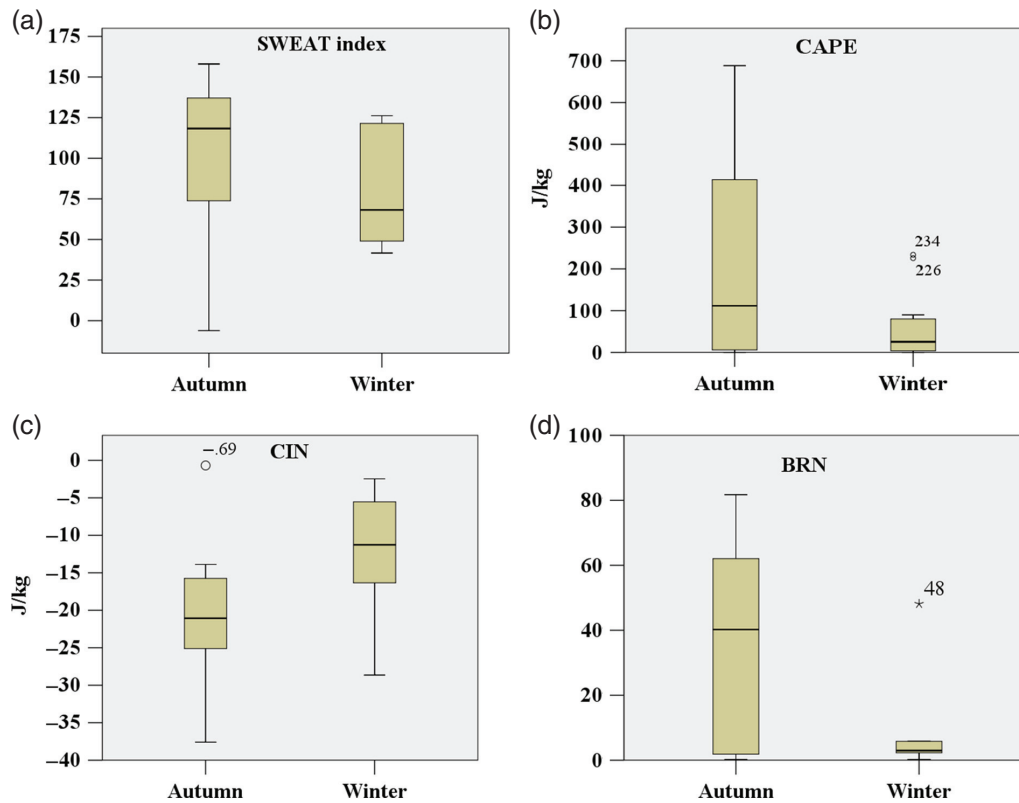 (a)
SWEAT index
175
150
125
100
75
50
25
0
Autumn Winter
(b)
CAPE
J/kg
700
600
500
400
300
200
100
0
234
226
Autumn Winter
(c)
CIN
J/kg
0
–5
–10
–15
–20
–25
–30
–35
–40
–.69
Autumn Winter
(d)
BRN
100
80
60
40
20
0
48
Autumn Winter